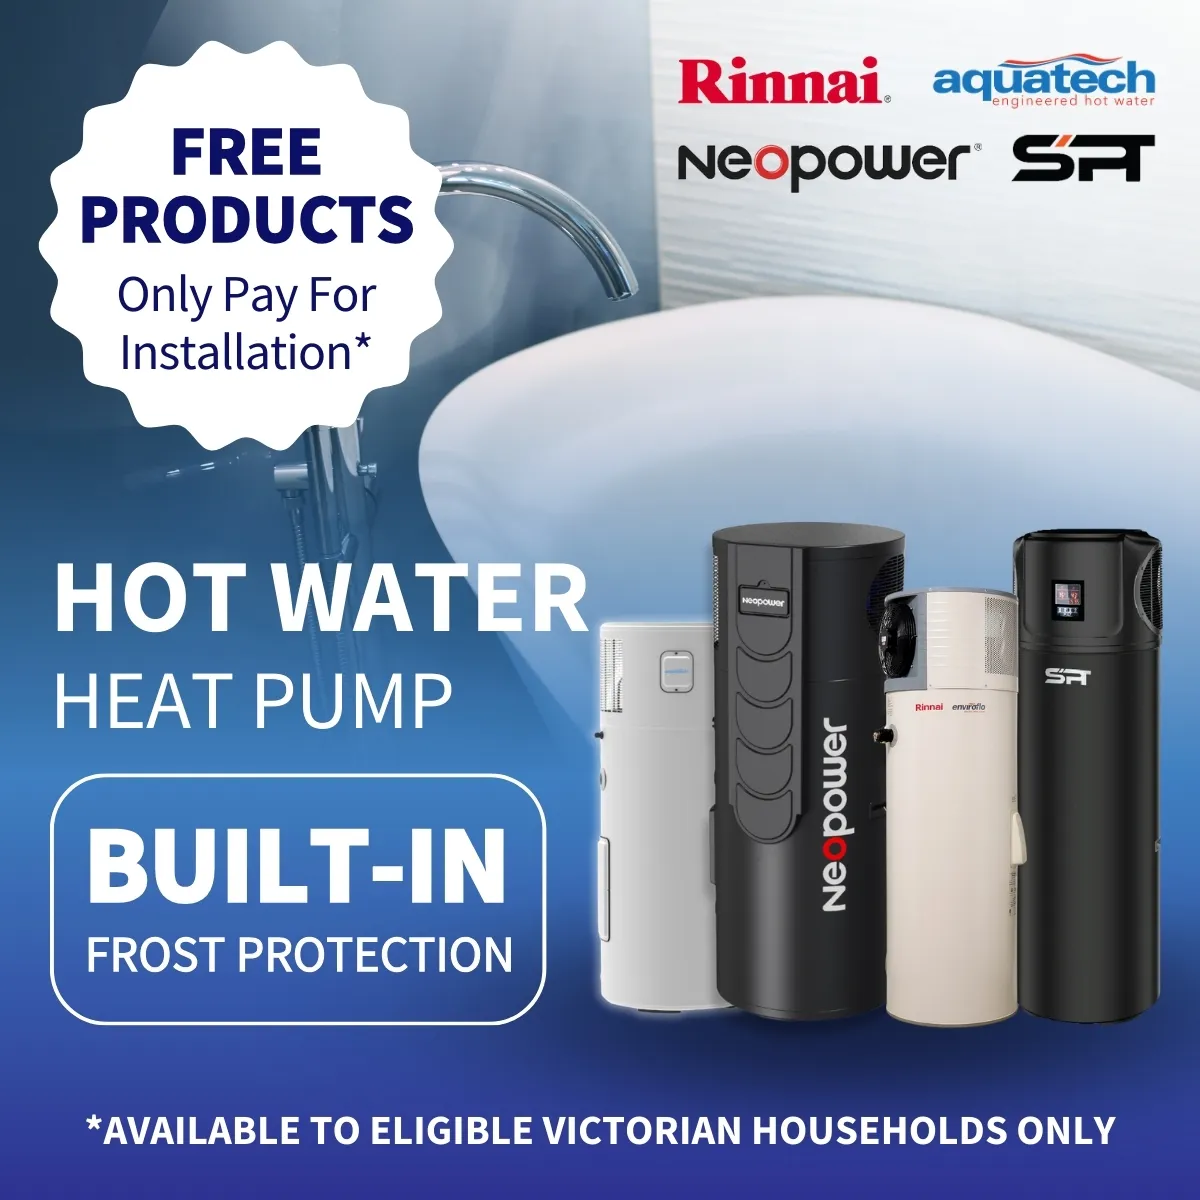 FREE
PRODUCTS
Only Pay For
Installation*
Rinnai®
aquatech
engineered hot water
Neopower®
SPT
HOT WATER
HEAT PUMP
BUILT-IN
FROST PROTECTION
Neopower
Neopower
Rinnai enviroflo
SPT
*AVAILABLE TO ELIGIBLE VICTORIAN HOUSEHOLDS ONLY